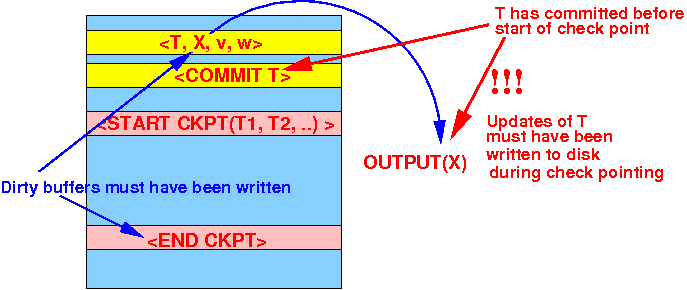 T has committed before
start of check point
<T, X, v, w>
<COMMIT T>
!!!
<START CKPT(T1, T2, ..) >
Updates of T
must have been
written to disk
during check pointing
OUTPUT(X)
Dirty buffers must have been written
<END CKPT>